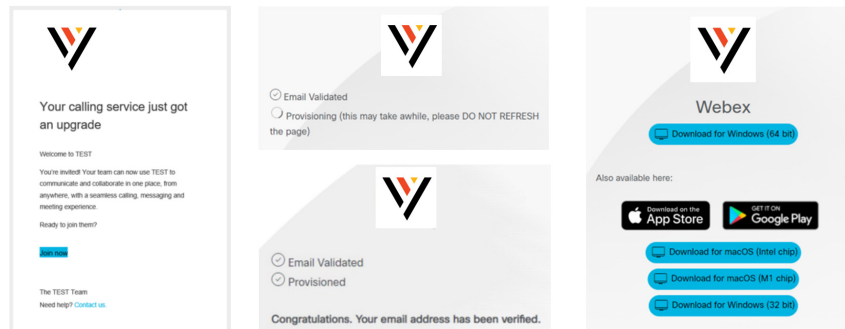 Your calling service just got
an upgrade
Welcome to TEST
You're invited! Your team can now use TEST to
communicate and collaborate in one place, from
anywhere, with a seamless calling, messaging and
meeting experience.
Ready to join them?
Join now
The TEST Team
Need help? Contact us.
Email Validated
Provisioning (this may take awhile, please DO NOT REFRESH
the page)
Email Validated
Provisioned
Congratulations. Your email address has been verified.
Webex
Download for Windows (64 bit)
Also available here:
Download on the
App Store
GET IT ON
Google Play
Download for macOS (Intel chip)
Download for macOS (M1 chip)
Download for Windows (32 bit)